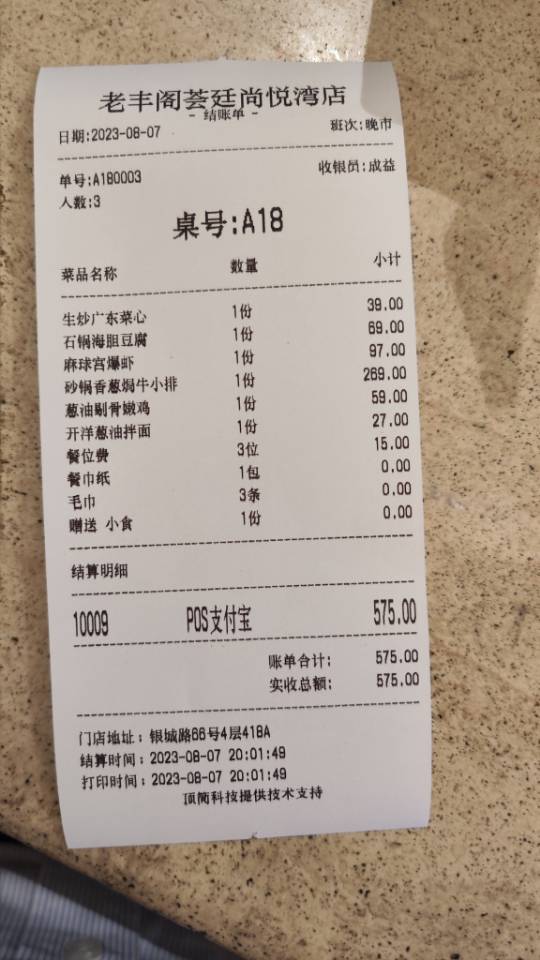 老丰阁荟廷尚悦湾店
- 结账单 -
日期:2023-08-07 班次:晚市
单号:A180003 收银员:成益
人数:3
桌号:A18
菜品名称 数量 小计
生炒广东菜心 1份 39.00
石锅海胆豆腐 1份 69.00
麻球宫爆虾 1份 97.00
砂锅香葱焗牛小排 1份 269.00
葱油剔骨嫩鸡 1份 59.00
开洋葱油拌面 1份 27.00
餐位费 3位 15.00
餐巾纸 1包 0.00
毛巾 3条 0.00
赠送 小食 1份 0.00
结算明细
10009 POS支付宝 575.00
账单合计: 575.00
实收总额: 575.00
门店地址: 银城路66号4层418A
结算时间: 2023-08-07 20:01:49
打印时间: 2023-08-07 20:01:49
顶简科技提供技术支持